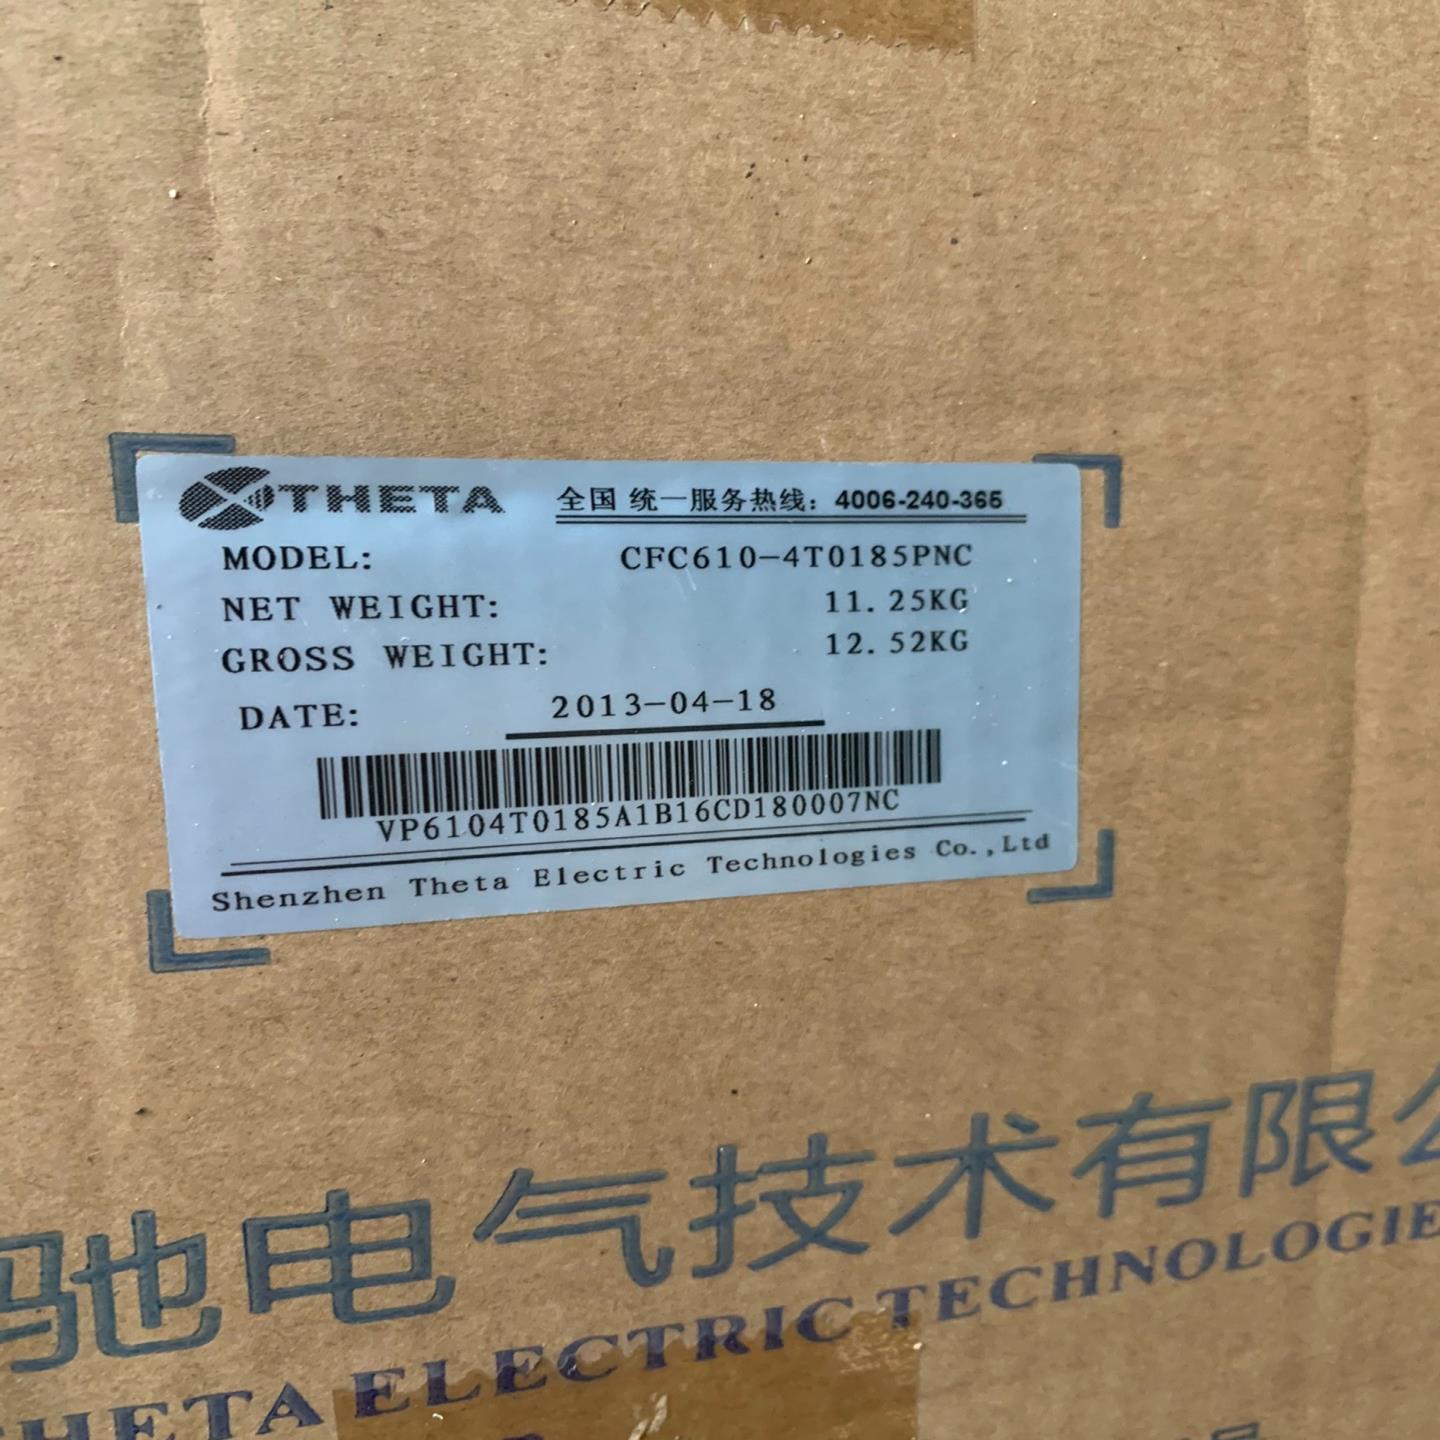 THETA 全国 统一服务热线：4006-240-365
MODEL: CFC610-4T0185PNC
NET WEIGHT: 11.25KG
GROSS WEIGHT: 12.52KG
DATE: 2013-04-18
VP6104T0185A1B16CD180007NC
Shenzhen Theta Electric Technologies Co.,Ltd
驰电气技术有限公
THETA ELECTRIC TECHNOLOGIE